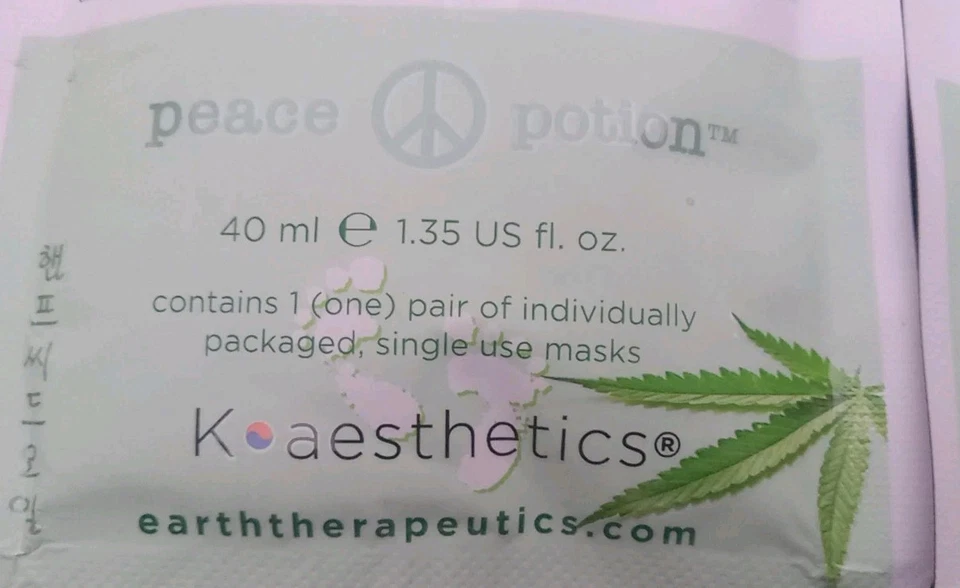 peace potion™
40 ml ℮ 1.35 US fl. oz.
contains 1 (one) pair of individually
packaged, single use masks
K aesthetics®
earththerapeutics.com
햄프씨드오일